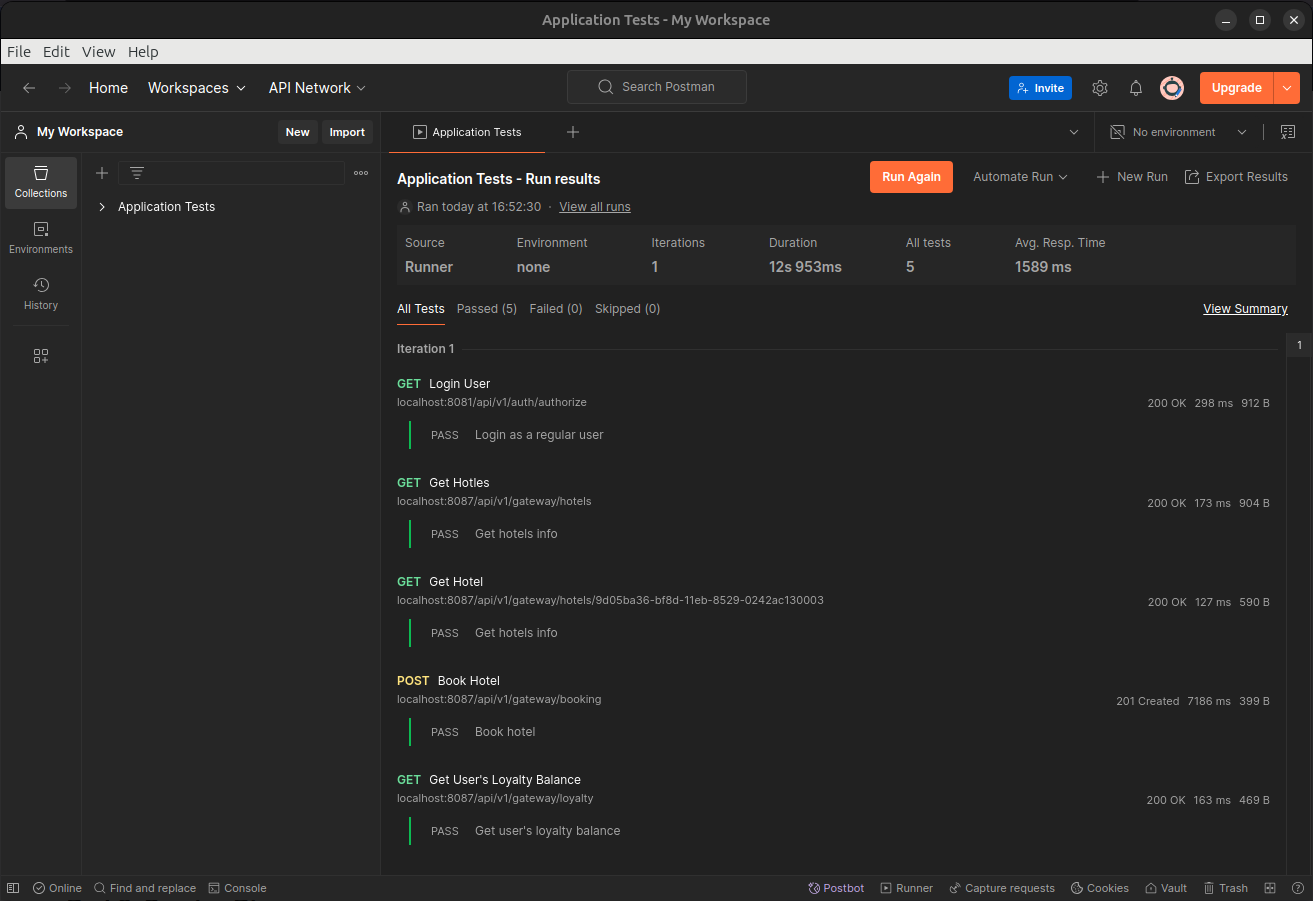 Application Tests - My Workspace
File Edit View Help
Home Workspaces API Network Search Postman Invite Upgrade
My Workspace New Import Application Tests No environment
Collections
Environments
History
Application Tests
Application Tests - Run results Run Again Automate Run New Run Export Results
Ran today at 16:52:30 · View all runs
Source Environment Iterations Duration All tests Avg. Resp. Time
Runner none 1 12s 953ms 5 1589 ms
All Tests Passed (5) Failed (0) Skipped (0) View Summary
Iteration 1 1
GET Login User
localhost:8081/api/v1/auth/authorize 200 OK 298 ms 912 B
PASS Login as a regular user
GET Get Hotles
localhost:8087/api/v1/gateway/hotels 200 OK 173 ms 904 B
PASS Get hotels info
GET Get Hotel
localhost:8087/api/v1/gateway/hotels/9d05ba36-bf8d-11eb-8529-0242ac130003 200 OK 127 ms 590 B
PASS Get hotels info
POST Book Hotel
localhost:8087/api/v1/gateway/booking 201 Created 7186 ms 399 B
PASS Book hotel
GET Get User's Loyalty Balance
localhost:8087/api/v1/gateway/loyalty 200 OK 163 ms 469 B
PASS Get user's loyalty balance
Online Find and replace Console Postbot Runner Capture requests Cookies Vault Trash